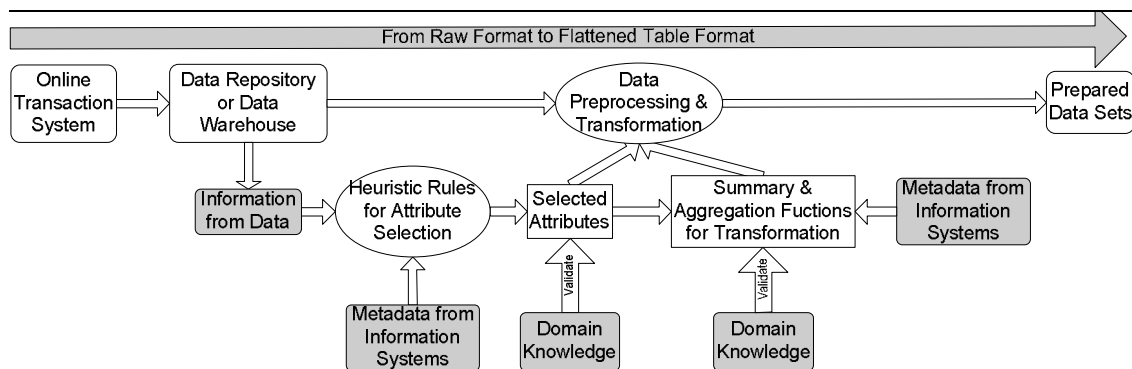 From Raw Format to Flattened Table Format
Online
Transaction
System
Data Repository
or Data
Warehouse
Data
Preprocessing &
Transformation
Prepared
Data Sets
Information
from Data
Heuristic Rules
for Attribute
Selection
Selected
Attributes
Summary &
Aggregation Fuctions
for Transformation
Metadata from
Information
Systems
Metadata from
Information
Systems
Validate
Domain
Knowledge
Validate
Domain
Knowledge